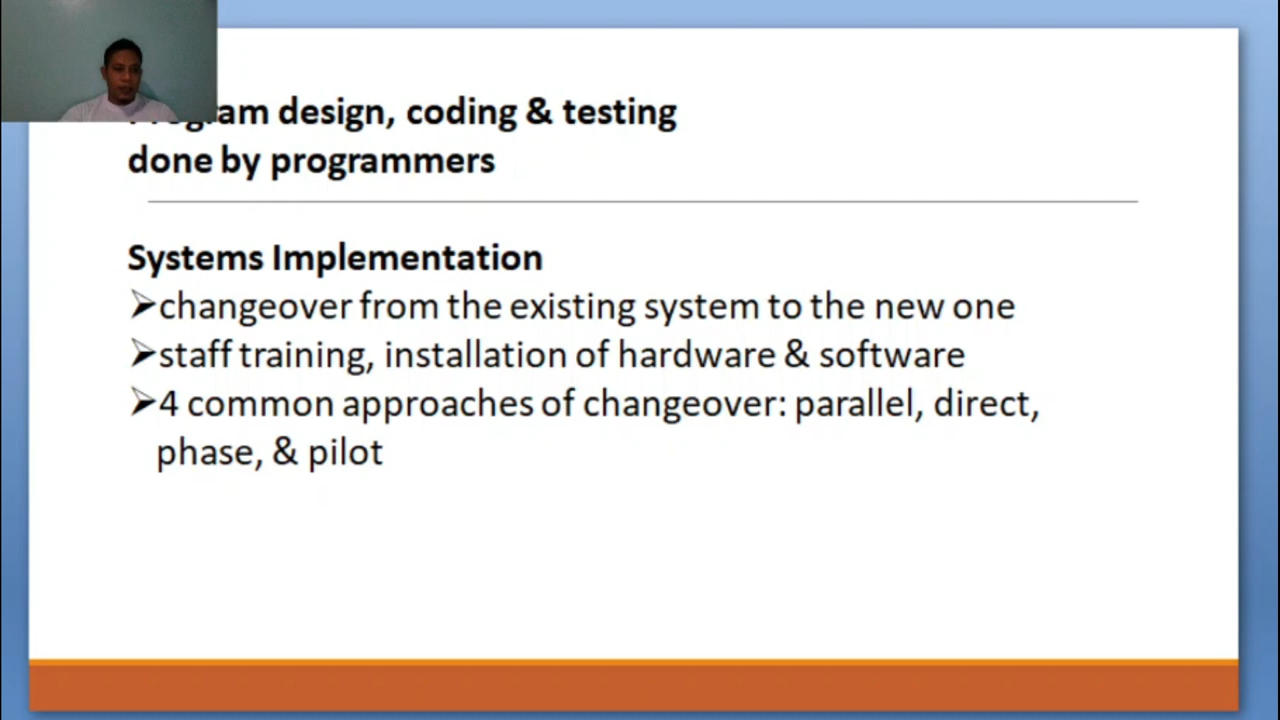 design, coding & testing
done by programmers
Systems Implementation
➤changeover from the existing system to the new one
➤staff training, installation of hardware & software
➤4 common approaches of changeover: parallel, direct,
phase, & pilot